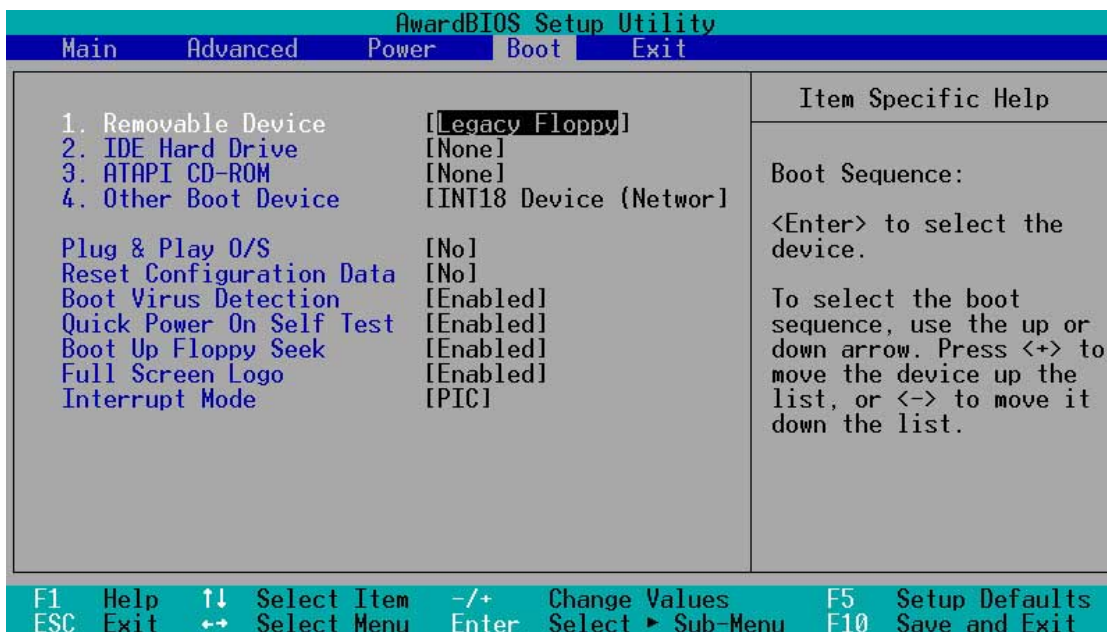 AwardBIOS Setup Utility
Main Advanced Power Boot Exit
1. Removable Device [Legacy Floppy]
2. IDE Hard Drive [None]
3. ATAPI CD-ROM [None]
4. Other Boot Device [INT18 Device (Networ]
Plug & Play O/S [No]
Reset Configuration Data [No]
Boot Virus Detection [Enabled]
Quick Power On Self Test [Enabled]
Boot Up Floppy Seek [Enabled]
Full Screen Logo [Enabled]
Interrupt Mode [PIC]
Item Specific Help
Boot Sequence:
<Enter> to select the
device.
To select the boot
sequence, use the up or
down arrow. Press <+> to
move the device up the
list, or <-> to move it
down the list.
F1 Help ↑↓ Select Item -/+ Change Values F5 Setup Defaults
ESC Exit ←→ Select Menu Enter Select ► Sub-Menu F10 Save and Exit